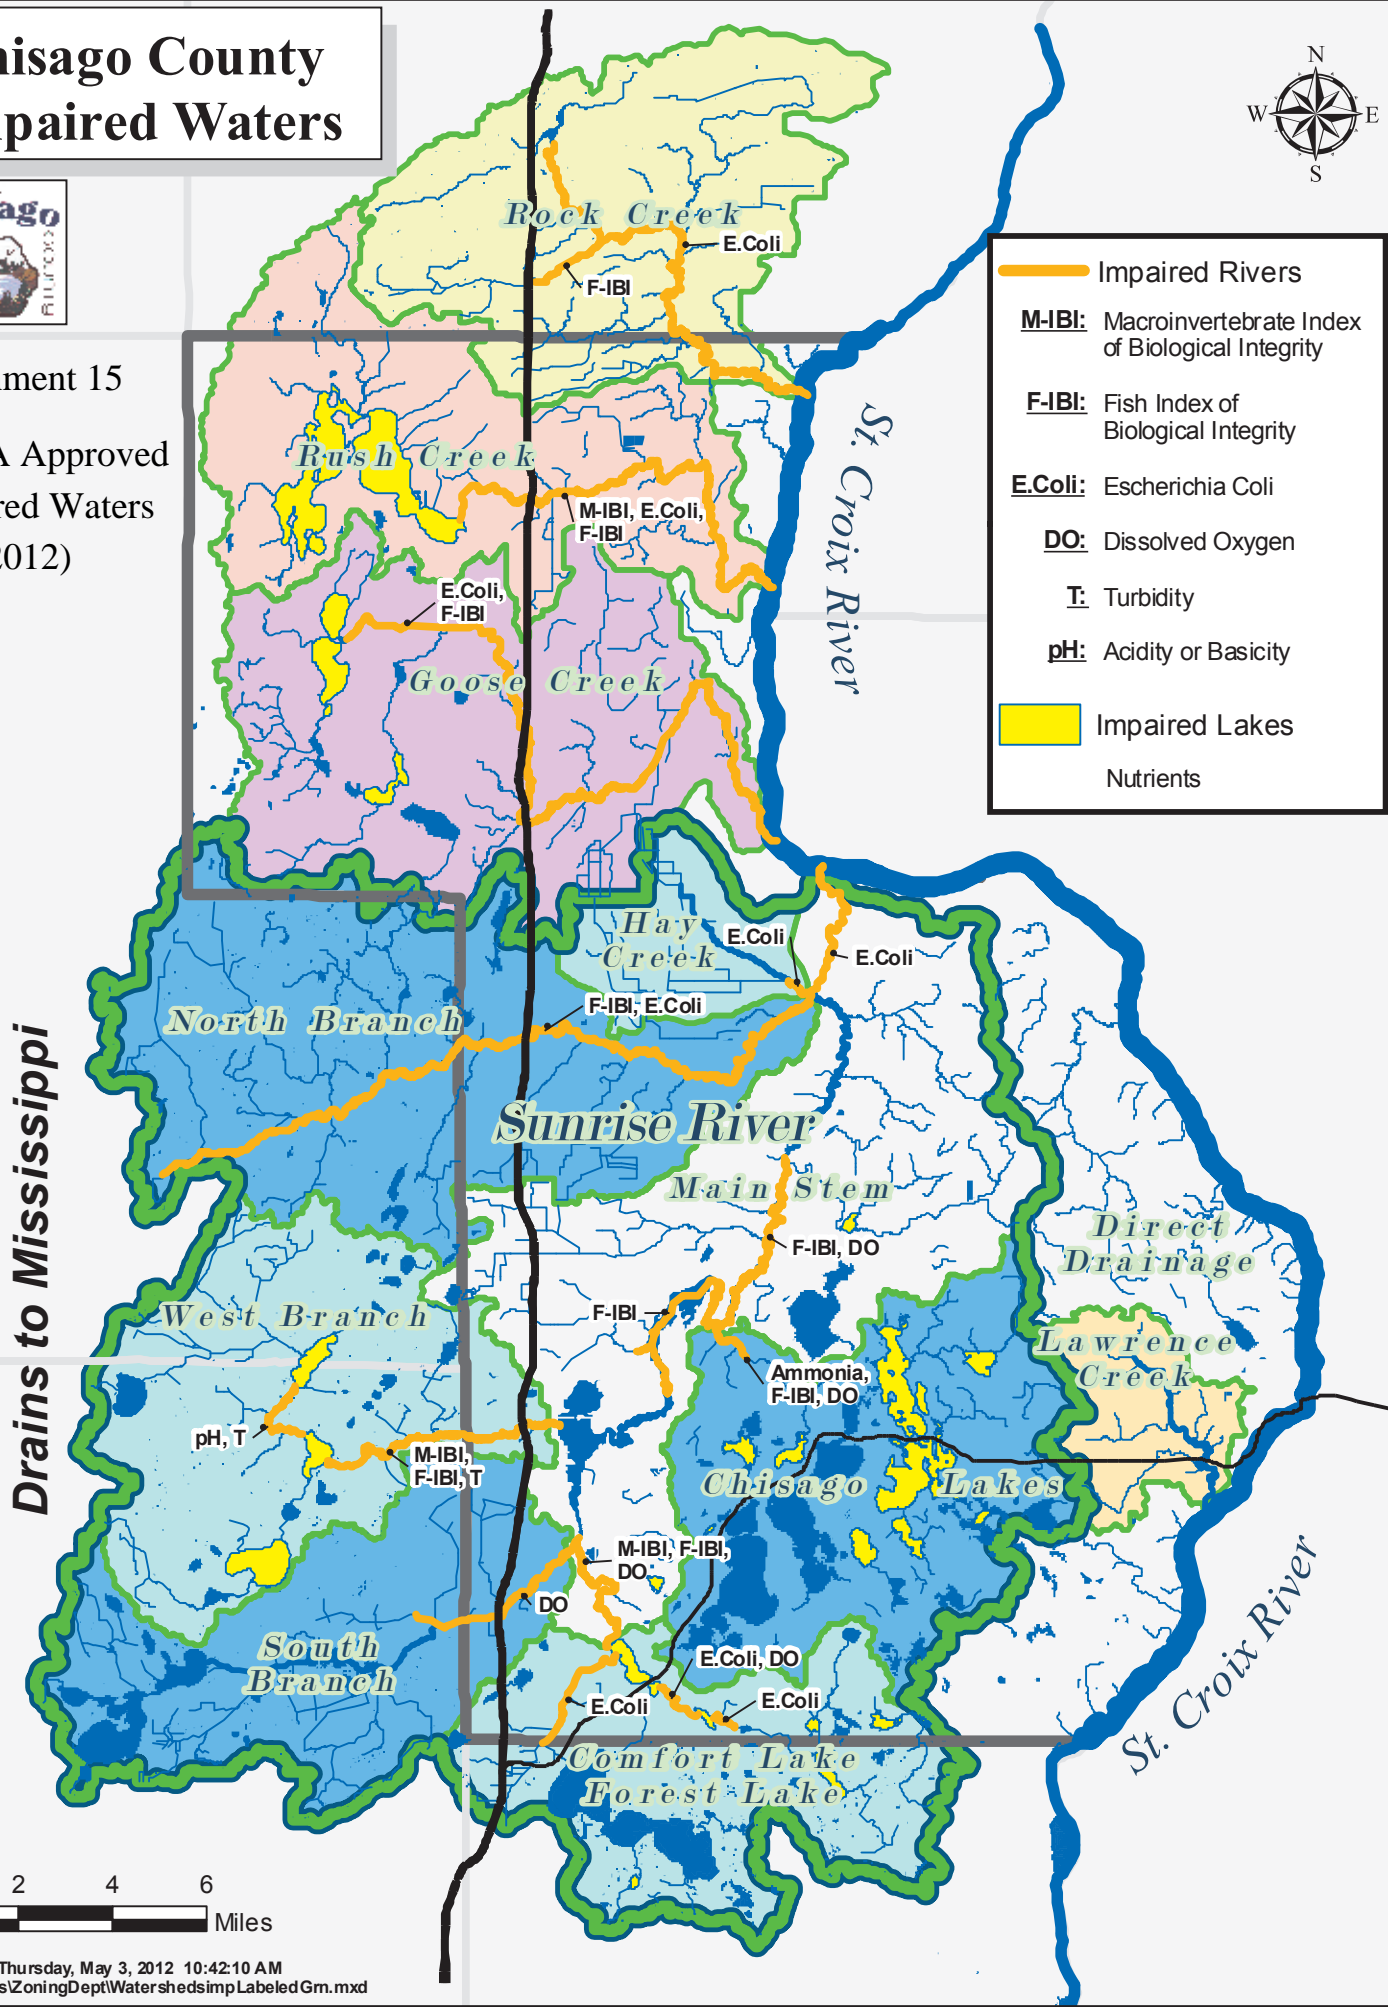 hisago County
paired Waters
ago
ment 15
A Approved
red Waters
2012)
N
W E
S
Impaired Rivers
M-IBI: Macroinvertebrate Index
of Biological Integrity
F-IBI: Fish Index of
Biological Integrity
E.Coli: Escherichia Coli
DO: Dissolved Oxygen
T: Turbidity
pH: Acidity or Basicity
Impaired Lakes
Nutrients
Rock Creek
E.Coli
F-IBI
Rush Creek
M-IBI, E.Coli,
F-IBI
St. Croix River
E.Coli,
F-IBI
Goose Creek
Hay
Creek
E.Coli
E.Coli
F-IBI, E.Coli
North Branch
Drains to Mississippi
Sunrise River
Main Stem
F-IBI, DO
Direct
Drainage
West Branch
F-IBI
Lawrence
Creek
Ammonia,
F-IBI, DO
pH, T
M-IBI,
F-IBI, T
Chisago Lakes
M-IBI, F-IBI,
DO
DO
South
Branch
E.Coli, DO
E.Coli
E.Coli
St. Croix River
Comfort Lake
Forest Lake
2 4 6
Miles
Thursday, May 3, 2012 10:42:10 AM
s\ZoningDept\WatershedsimpLabeledGrn.mxd